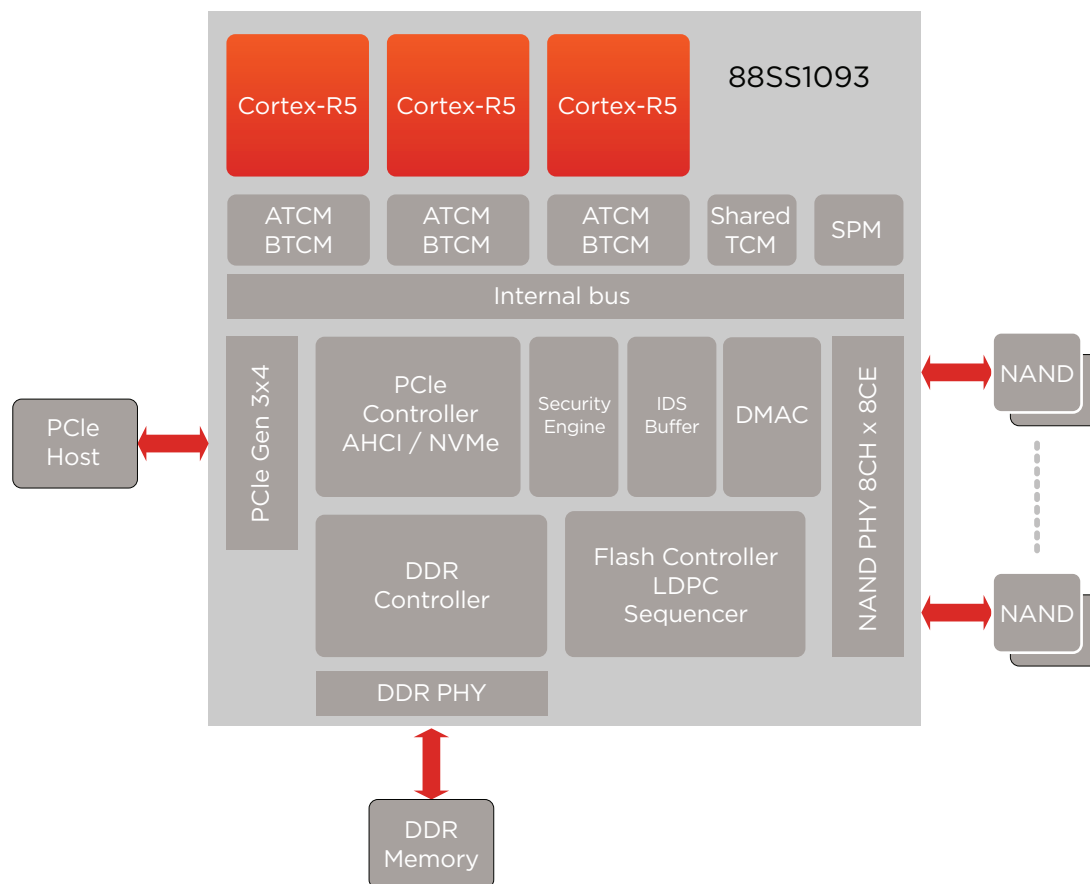 88SS1093
Cortex-R5
Cortex-R5
Cortex-R5
ATCM
BTCM
ATCM
BTCM
ATCM
BTCM
Shared
TCM
SPM
Internal bus
PCIe
Host
PCIe Gen 3x4
PCIe
Controller
AHCI / NVMe
Security
Engine
IDS
Buffer
DMAC
NAND PHY 8CH x 8CE
NAND
DDR
Controller
Flash Controller
LDPC
Sequencer
NAND
DDR PHY
DDR
Memory